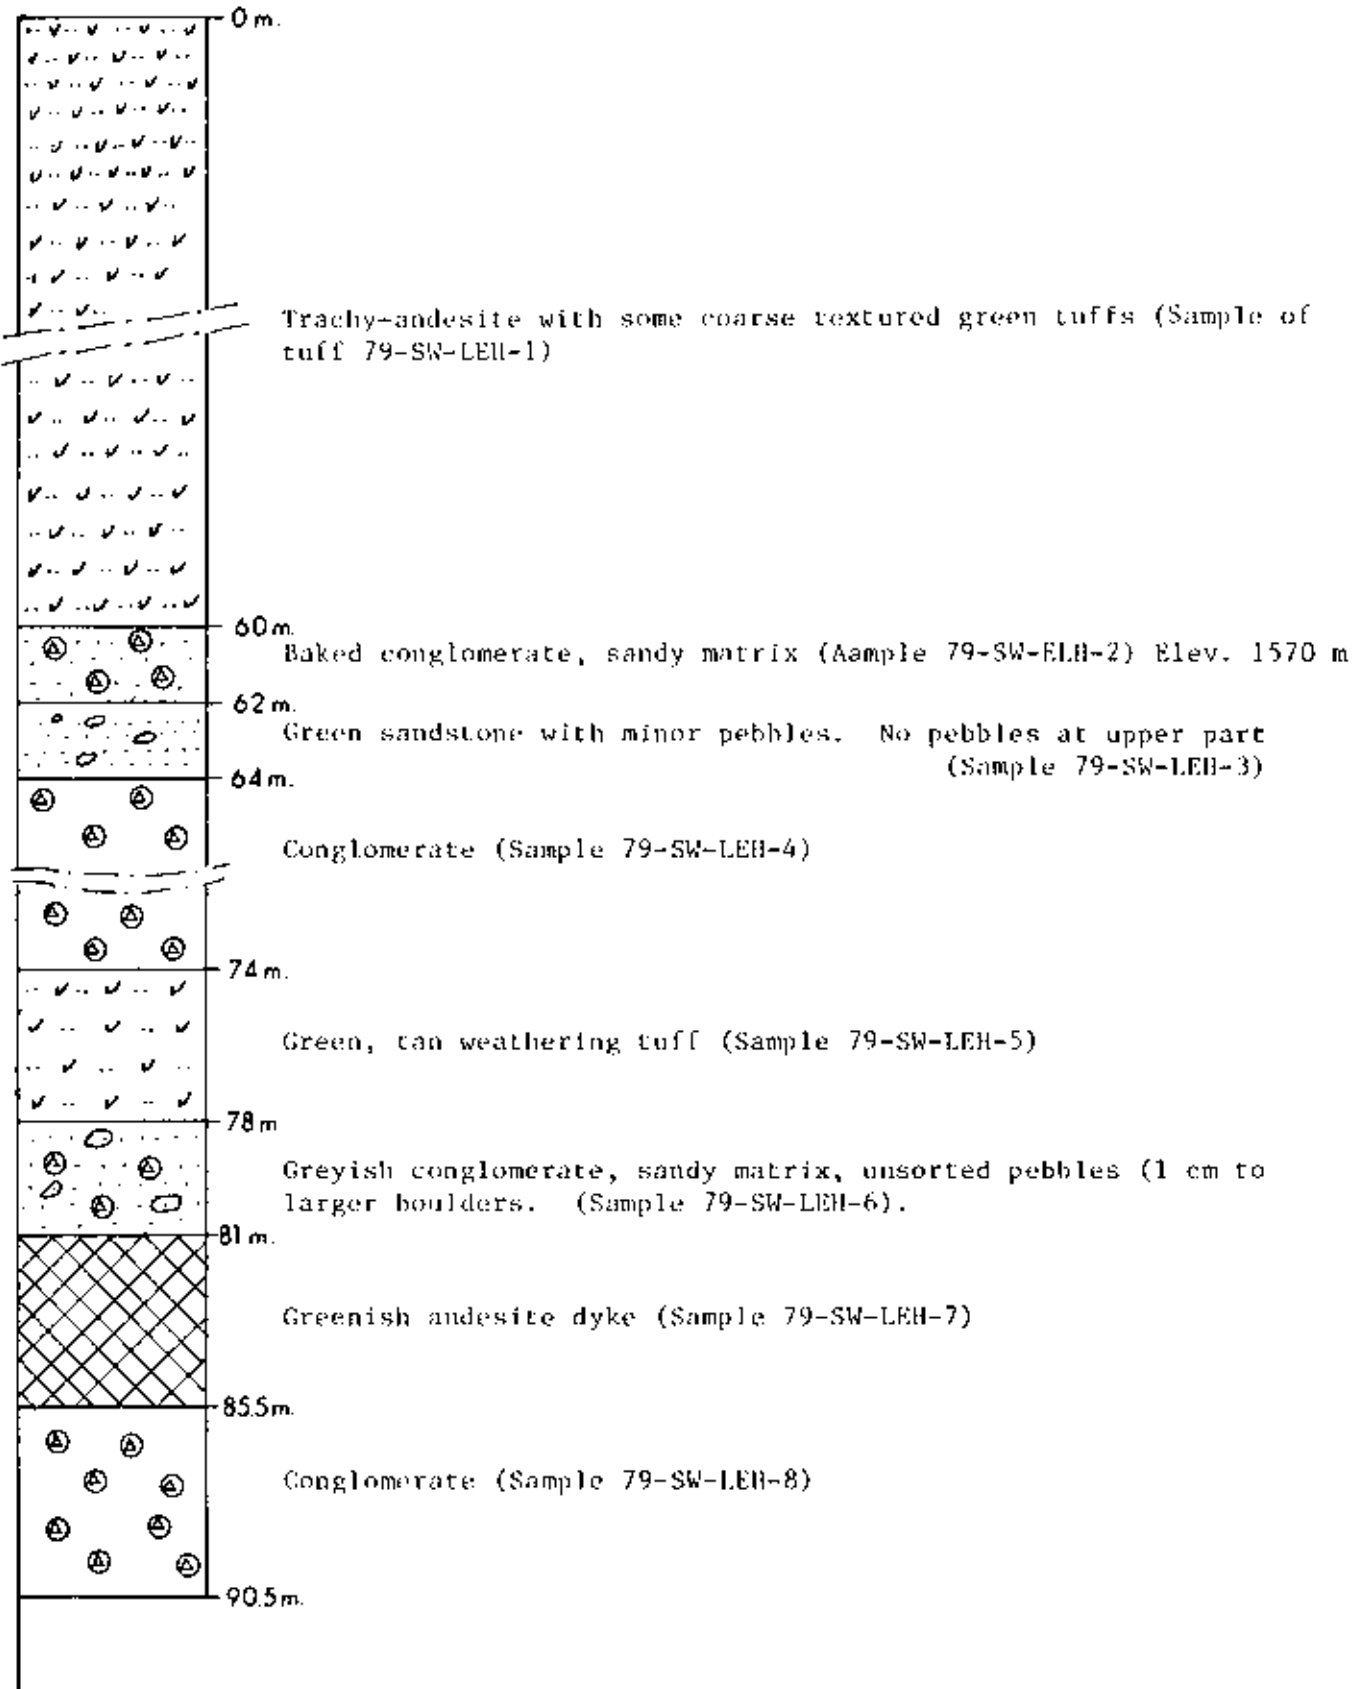 0 m.
Trachy-andesite with some coarse textured green tuffs (Sample of
tuff 79-SW-LEH-1)
60 m.
Baked conglomerate, sandy matrix (Aample 79-SW-ELH-2) Elev. 1570 m
62 m.
Green sandstone with minor pebbles. No pebbles at upper part
(Sample 79-SW-LEH-3)
64 m.
Conglomerate (Sample 79-SW-LEH-4)
74 m.
Green, tan weathering tuff (Sample 79-SW-LEH-5)
78 m
Greyish conglomerate, sandy matrix, unsorted pebbles (1 cm to
larger boulders. (Sample 79-SW-LEH-6).
81 m.
Greenish andesite dyke (Sample 79-SW-LEH-7)
85.5 m.
Conglomerate (Sample 79-SW-LEH-8)
90.5 m.